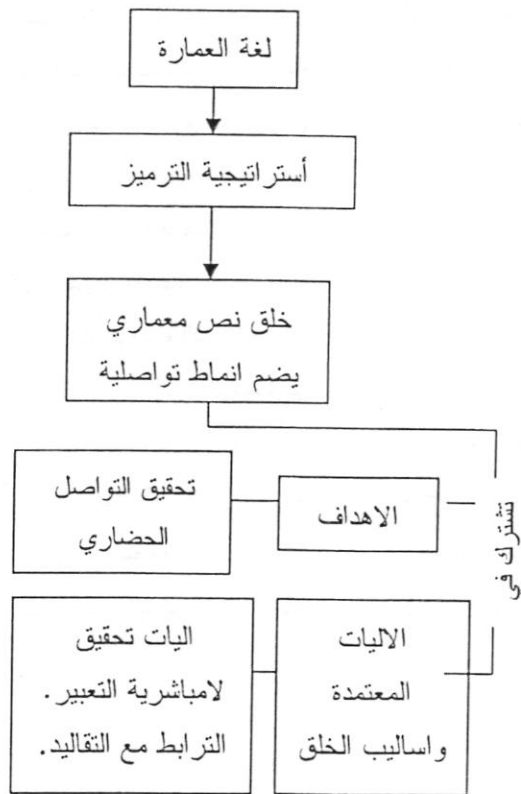 لغة العمارة
أستراتيجية الترميز
خلق نص معماري
يضم انماط تواصلية
تشترك في
الاهداف
تحقيق التواصل
الحضاري
الاليات
المعتمدة
واساليب الخلق
اليات تحقيق
لامباشرية التعبير.
الترابط مع التقاليد.